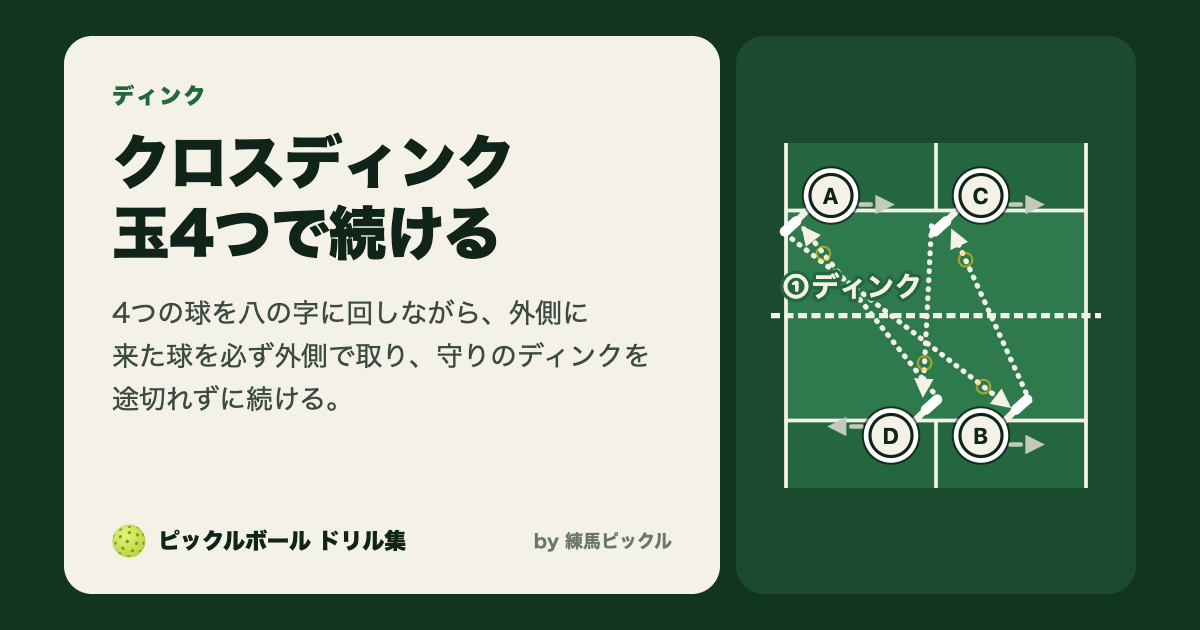 ディンク
クロスディンク
玉4つで続ける
4つの球を八の字に回しながら、外側に
来た球を必ず外側で取り、守りのディンクを
途切れずに続ける。
ピックルボール ドリル集
by 練馬ピックル
A
C
①ディンク
D
B